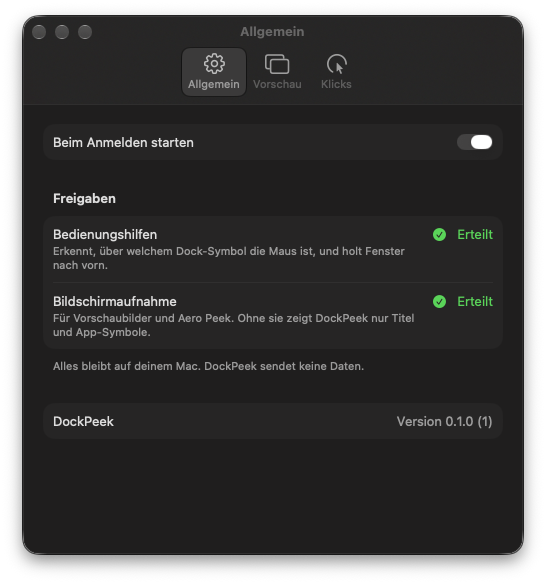 Allgemein
Allgemein
Vorschau
Klicks
Beim Anmelden starten
Freigaben
Bedienungshilfen
Erteilt
Erkennt, über welchem Dock-Symbol die Maus ist, und holt Fenster
nach vorn.
Bildschirmaufnahme
Erteilt
Für Vorschaubilder und Aero Peek. Ohne sie zeigt DockPeek nur Titel
und App-Symbole.
Alles bleibt auf deinem Mac. DockPeek sendet keine Daten.
DockPeek
Version 0.1.0 (1)